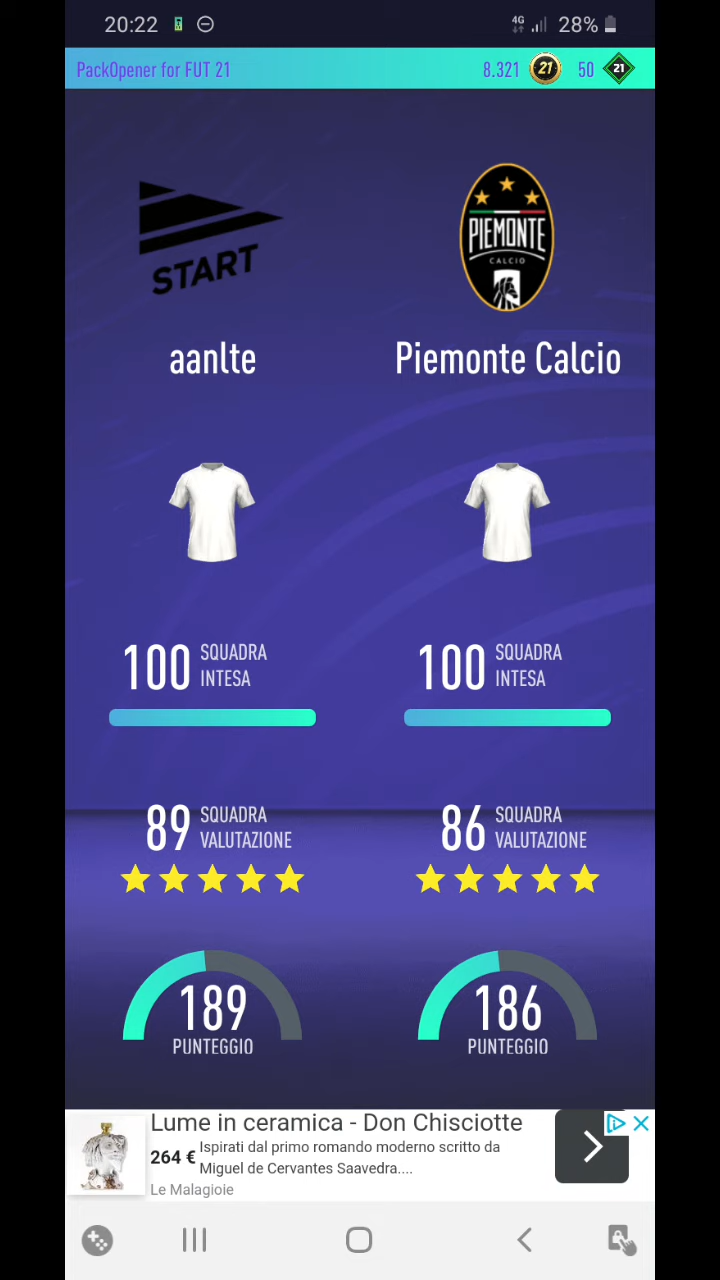 20:22
4G
28%
PackOpener for FUT 21
8.321
21
50
21
START
PIEMONTE
CALCIO
aanlte
Piemonte Calcio
100 SQUADRA
INTESA
100 SQUADRA
INTESA
89 SQUADRA
VALUTAZIONE
86 SQUADRA
VALUTAZIONE
189
PUNTEGGIO
186
PUNTEGGIO
Lume in ceramica - Don Chisciotte
264 €
Ispirati dal primo romando moderno scritto da
Miguel de Cervantes Saavedra....
Le Malagioie